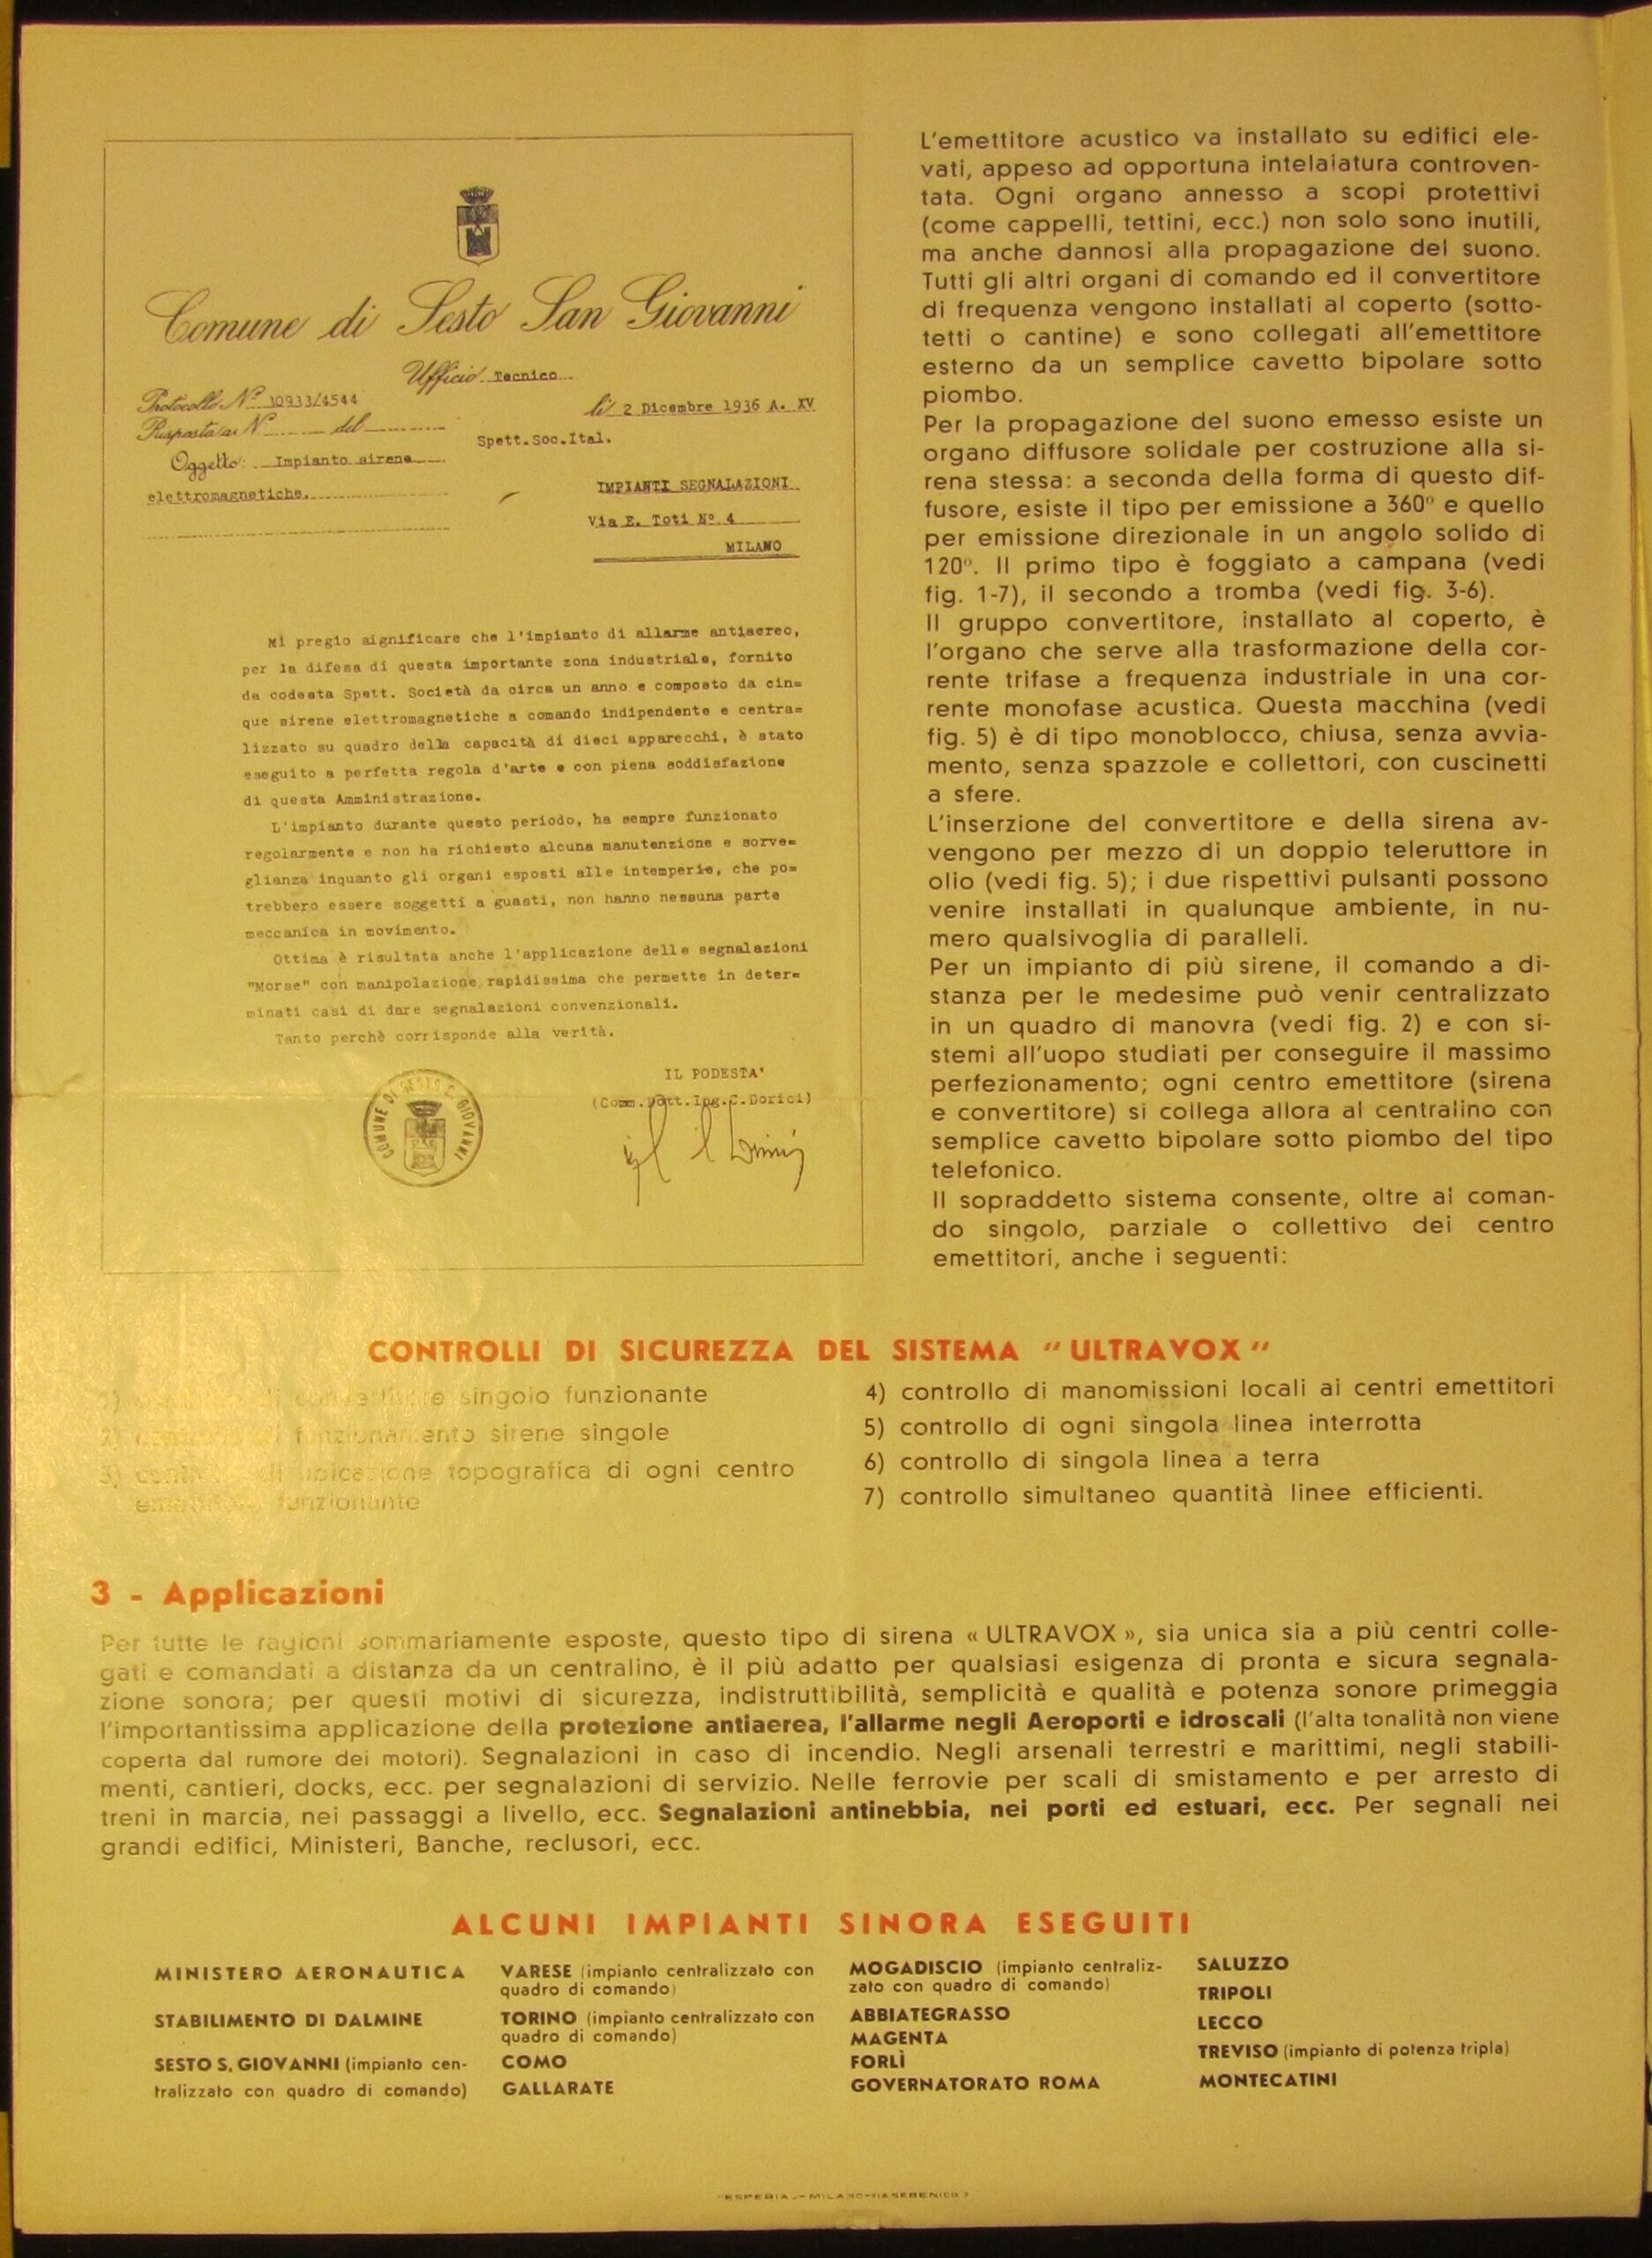 Comune di Sesto San Giovanni
Ufficio Tecnico
Protocollo N° 10933/4544
Risposta a N del
Oggetto: Impianto sirene
elettromagnetiche.
li 2 Dicembre 1936 A. XV
Spett.Soc.Ital.
IMPIANTI SEGNALAZIONI
Via E. Toti N° 4
MILANO
Mi pregio significare che l'impianto di allarme antiaereo,
per la difesa di questa importante zona industriale, fornito
da codesta Spett. Società da circa un anno e composto da cin=
que sirene elettromagnetiche a comando indipendente e centra=
lizzato su quadro della capacità di dieci apparecchi, è stato
eseguito a perfetta regola d'arte e con piena soddisfazione
di questa Amministrazione.
L'impianto durante questo periodo, ha sempre funzionato
regolarmente e non ha richiesto alcuna manutenzione e sorve=
glianza inquanto gli organi esposti alle intemperie, che po=
trebbero essere soggetti a guasti, non hanno nessuna parte
meccanica in movimento.
Ottima è risultata anche l'applicazione delle segnalazioni
"Morse" con manipolazione rapidissima che permette in deter=
minati casi di dare segnalazioni convenzionali.
Tanto perchè corrisponde alla verità.
IL PODESTA'
(Comm.Dott.Ing.C.Dorici)
COMUNE DI SESTO S. GIOVANNI
L'emettitore acustico va installato su edifici ele-
vati, appeso ad opportuna intelaiatura controven-
tata. Ogni organo annesso a scopi protettivi
(come cappelli, tettini, ecc.) non solo sono inutili,
ma anche dannosi alla propagazione del suono.
Tutti gli altri organi di comando ed il convertitore
di frequenza vengono installati al coperto (sotto-
tetti o cantine) e sono collegati all'emettitore
esterno da un semplice cavetto bipolare sotto
piombo.
Per la propagazione del suono emesso esiste un
organo diffusore solidale per costruzione alla si-
rena stessa: a seconda della forma di questo dif-
fusore, esiste il tipo per emissione a 360° e quello
per emissione direzionale in un angolo solido di
120°. Il primo tipo è foggiato a campana (vedi
fig. 1-7), il secondo a tromba (vedi fig. 3-6).
Il gruppo convertitore, installato al coperto, è
l'organo che serve alla trasformazione della cor-
rente trifase a frequenza industriale in una cor-
rente monofase acustica. Questa macchina (vedi
fig. 5) è di tipo monoblocco, chiusa, senza avvia-
mento, senza spazzole e collettori, con cuscinetti
a sfere.
L'inserzione del convertitore e della sirena av-
vengono per mezzo di un doppio teleruttore in
olio (vedi fig. 5); i due rispettivi pulsanti possono
venire installati in qualunque ambiente, in nu-
mero qualsivoglia di paralleli.
Per un impianto di più sirene, il comando a di-
stanza per le medesime può venir centralizzato
in un quadro di manovra (vedi fig. 2) e con si-
stemi all'uopo studiati per conseguire il massimo
perfezionamento; ogni centro emettitore (sirena
e convertitore) si collega allora al centralino con
semplice cavetto bipolare sotto piombo del tipo
telefonico.
Il sopraddetto sistema consente, oltre al coman-
do singolo, parziale o collettivo dei centro
emettitori, anche i seguenti:
CONTROLLI DI SICUREZZA DEL SISTEMA "ULTRAVOX"
1) di convertitore singolo funzionante
2) controllo di funzionamento sirene singole
3) controllo di ubicazione topografica di ogni centro
emettitore funzionante
4) controllo di manomissioni locali ai centri emettitori
5) controllo di ogni singola linea interrotta
6) controllo di singola linea a terra
7) controllo simultaneo quantità linee efficienti.
3 - Applicazioni
Per tutte le ragioni sommariamente esposte, questo tipo di sirena « ULTRAVOX », sia unica sia a più centri colle-
gati e comandati a distanza da un centralino, è il più adatto per qualsiasi esigenza di pronta e sicura segnala-
zione sonora; per questi motivi di sicurezza, indistruttibilità, semplicità e qualità e potenza sonore primeggia
l'importantissima applicazione della protezione antiaerea, l'allarme negli Aeroporti e idroscali (l'alta tonalità non viene
coperta dal rumore dei motori). Segnalazioni in caso di incendio. Negli arsenali terrestri e marittimi, negli stabili-
menti, cantieri, docks, ecc. per segnalazioni di servizio. Nelle ferrovie per scali di smistamento e per arresto di
treni in marcia, nei passaggi a livello, ecc. Segnalazioni antinebbia, nei porti ed estuari, ecc. Per segnali nei
grandi edifici, Ministeri, Banche, reclusori, ecc.
ALCUNI IMPIANTI SINORA ESEGUITI
MINISTERO AERONAUTICA
STABILIMENTO DI DALMINE
SESTO S. GIOVANNI (impianto cen-
tralizzato con quadro di comando)
VARESE (impianto centralizzato con
quadro di comando)
TORINO (impianto centralizzato con
quadro di comando)
COMO
GALLARATE
MOGADISCIO (impianto centraliz-
zato con quadro di comando)
ABBIATEGRASSO
MAGENTA
FORLÌ
GOVERNATORATO ROMA
SALUZZO
TRIPOLI
LECCO
TREVISO (impianto di potenza tripla)
MONTECATINI
"ESPERIA„-MILANO-VIA SEBENICO 7